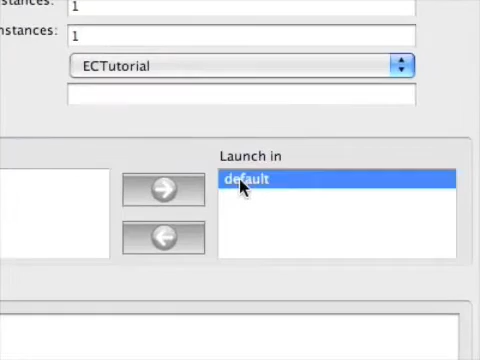 stances:
1
nstances:
1
ECTutorial
Launch in
default